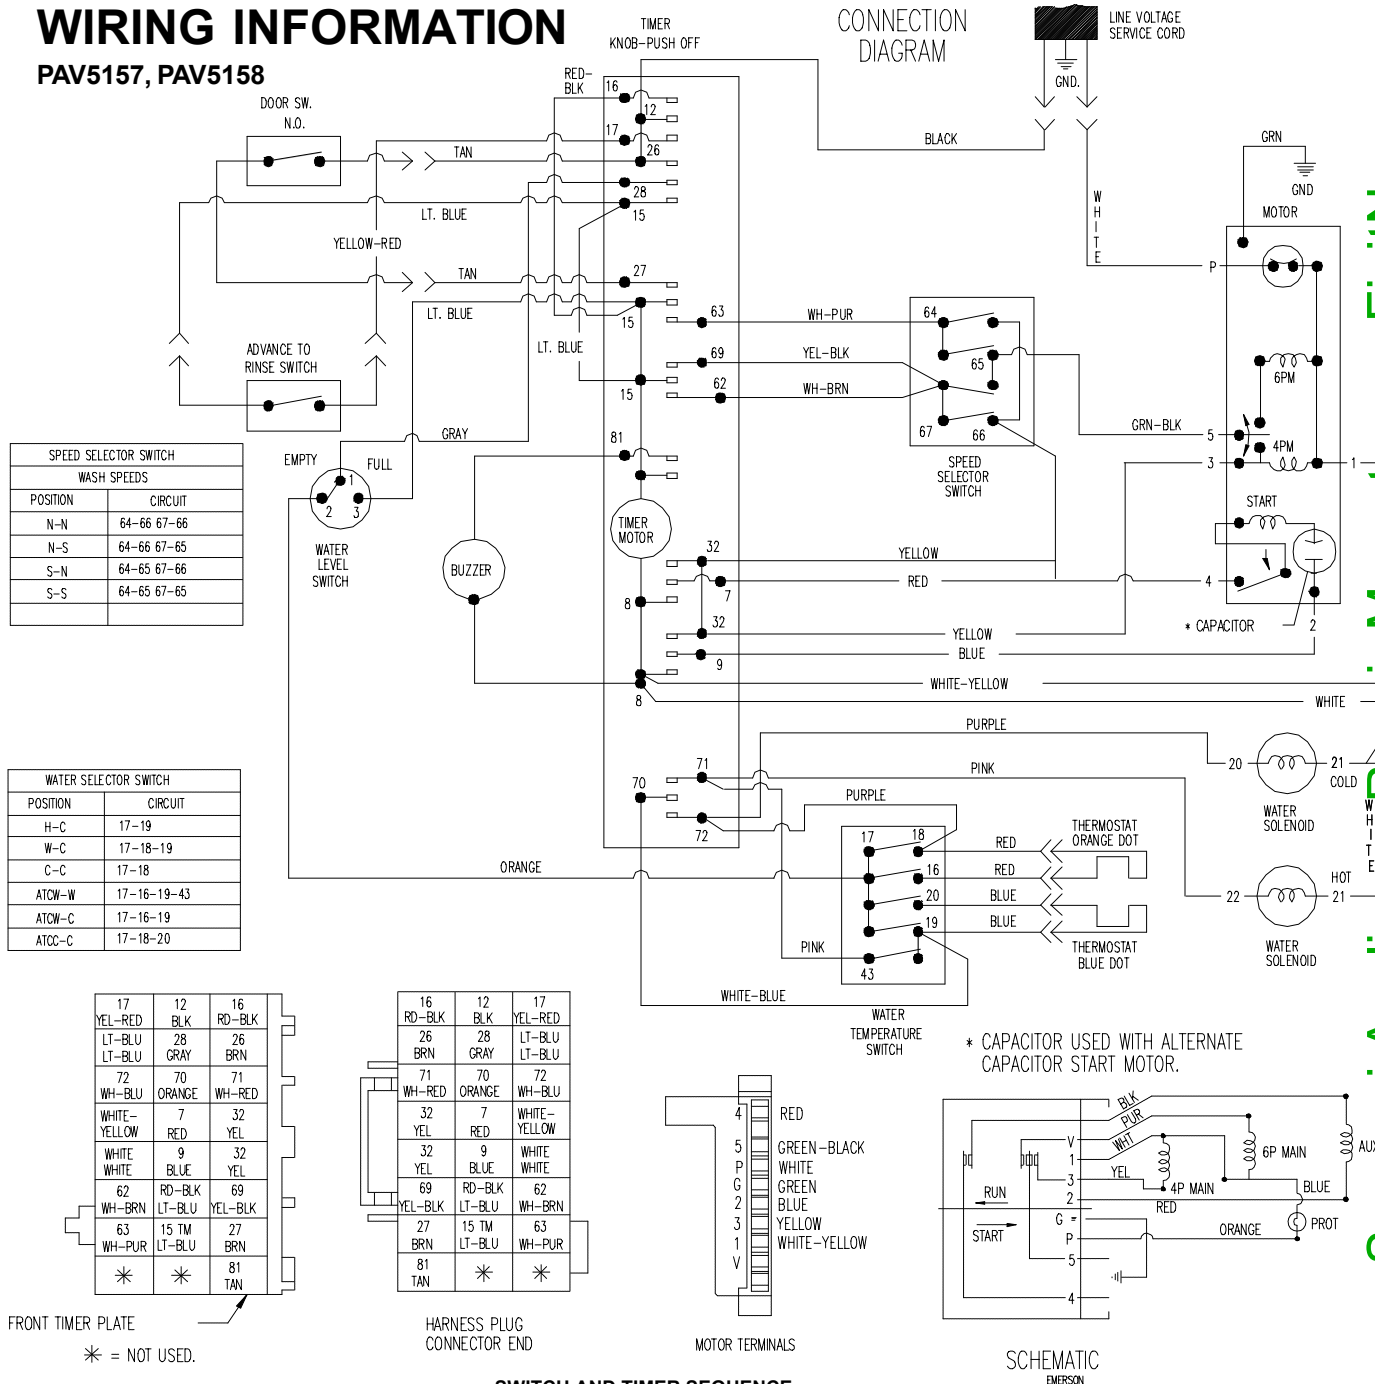 WIRING INFORMATION
PAV5157, PAV5158
TIMER
KNOB-PUSH OFF
CONNECTION
DIAGRAM
LINE VOLTAGE
SERVICE CORD
GND.
BLACK
WHITE
GRN
GND
MOTOR
DOOR SW.
N.O.
RED-
BLK
16
12
17
26
TAN
28
15
LT. BLUE
YELLOW-RED
TAN
27
LT. BLUE
15
LT. BLUE
15
ADVANCE TO
RINSE SWITCH
63
WH-PUR
64
69
YEL-BLK
65
62
WH-BRN
67
66
SPEED
SELECTOR
SWITCH
P
6PM
GRN-BLK
5
4PM
3
1
START
4
* CAPACITOR
2
GRAY
81
EMPTY
FULL
1
2
3
WATER
LEVEL
SWITCH
BUZZER
TIMER
MOTOR
32
YELLOW
RED
7
8
32
YELLOW
BLUE
9
WHITE-YELLOW
8
WHITE
SPEED SELECTOR SWITCH
WASH SPEEDS
POSITION CIRCUIT
N-N 64-66 67-66
N-S 64-66 67-65
S-N 64-65 67-66
S-S 64-65 67-65
PURPLE
20
21
COLD
WATER
SOLENOID
WHITE
71
PINK
70
72
PURPLE
17
18
RED
THERMOSTAT
ORANGE DOT
16
RED
20
BLUE
19
BLUE
THERMOSTAT
BLUE DOT
HOT
22
21
WATER
SOLENOID
ORANGE
PINK
43
WHITE-BLUE
WATER
TEMPERATURE
SWITCH
WATER SELECTOR SWITCH
POSITION CIRCUIT
H-C 17-19
W-C 17-18-19
C-C 17-18
ATCW-W 17-16-19-43
ATCW-C 17-16-19
ATCC-C 17-18-20
17 12 16
YEL-RED BLK RD-BLK
LT-BLU 28 26
LT-BLU GRAY BRN
72 70 71
WH-BLU ORANGE WH-RED
WHITE- 7 32
YELLOW RED YEL
WHITE 9 32
WHITE BLUE YEL
62 RD-BLK 69
WH-BRN LT-BLU YEL-BLK
63 15 TM 27
WH-PUR LT-BLU BRN
* * 81
TAN
FRONT TIMER PLATE
* = NOT USED.
16 12 17
RD-BLK BLK YEL-RED
26 28 LT-BLU
BRN GRAY LT-BLU
71 70 72
WH-RED ORANGE WH-BLU
32 7 WHITE-
YEL RED YELLOW
32 9 WHITE
YEL BLUE WHITE
69 RD-BLK 62
YEL-BLK LT-BLU WH-BRN
27 15 TM 63
BRN LT-BLU WH-PUR
81 * *
TAN
HARNESS PLUG
CONNECTOR END
4 RED
5 GREEN-BLACK
P WHITE
G GREEN
2 BLUE
3 YELLOW
1 WHITE-YELLOW
V
MOTOR TERMINALS
* CAPACITOR USED WITH ALTERNATE
CAPACITOR START MOTOR.
BLK
PUR
WHT
V
1
YEL
3
2
RED
4P MAIN
6P MAIN
BLUE
RUN
START
G =
P
ORANGE
PROT
5
4
SCHEMATIC
EMERSON
SWITCH AND TIMER SEQUENCE